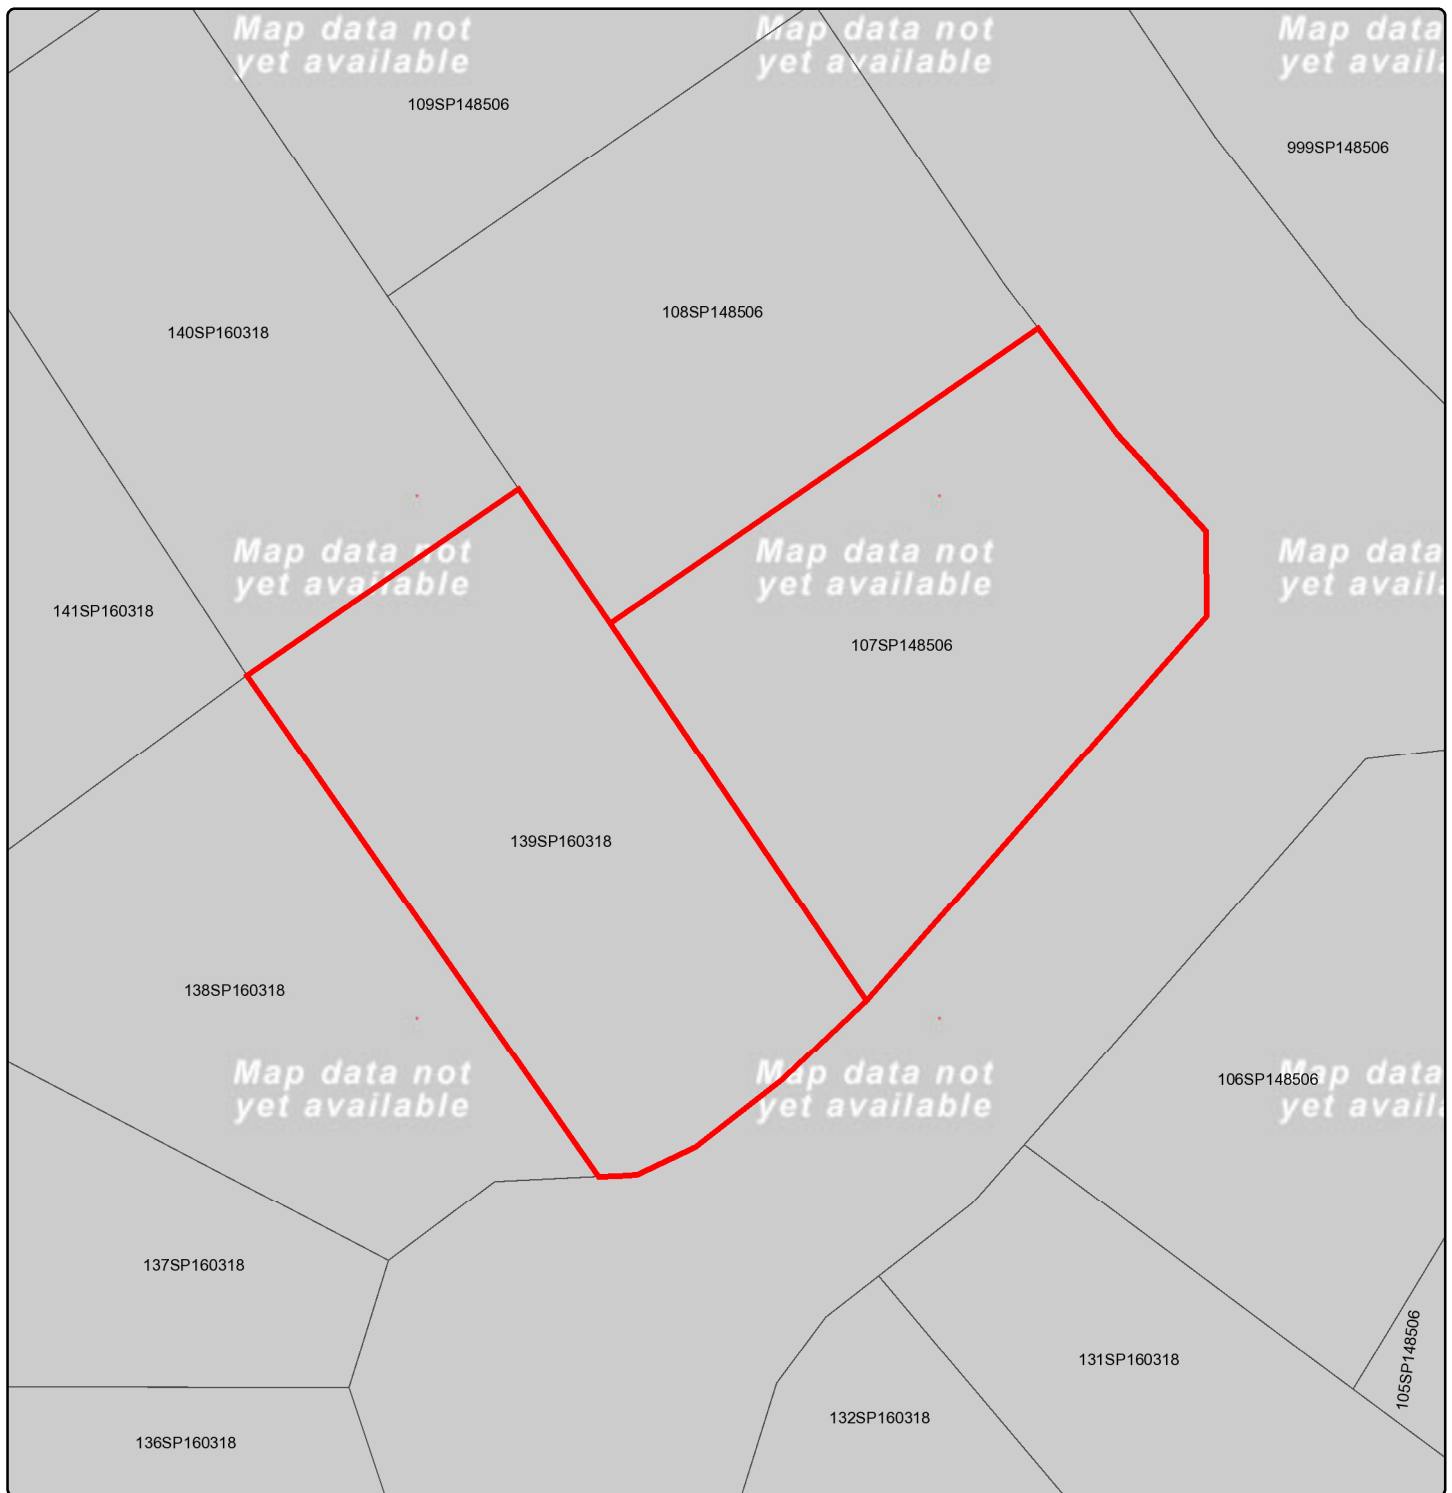 Map data not
yet available
Map data not
yet available
Map data
yet avail
109SP148506
999SP148506
108SP148506
140SP160318
Map data not
yet available
Map data not
yet available
Map data
yet avail
141SP160318
107SP148506
139SP160318
138SP160318
Map data not
yet available
Map data not
yet available
Map data
yet avail
106SP148506
137SP160318
105SP148506
131SP160318
132SP160318
136SP160318